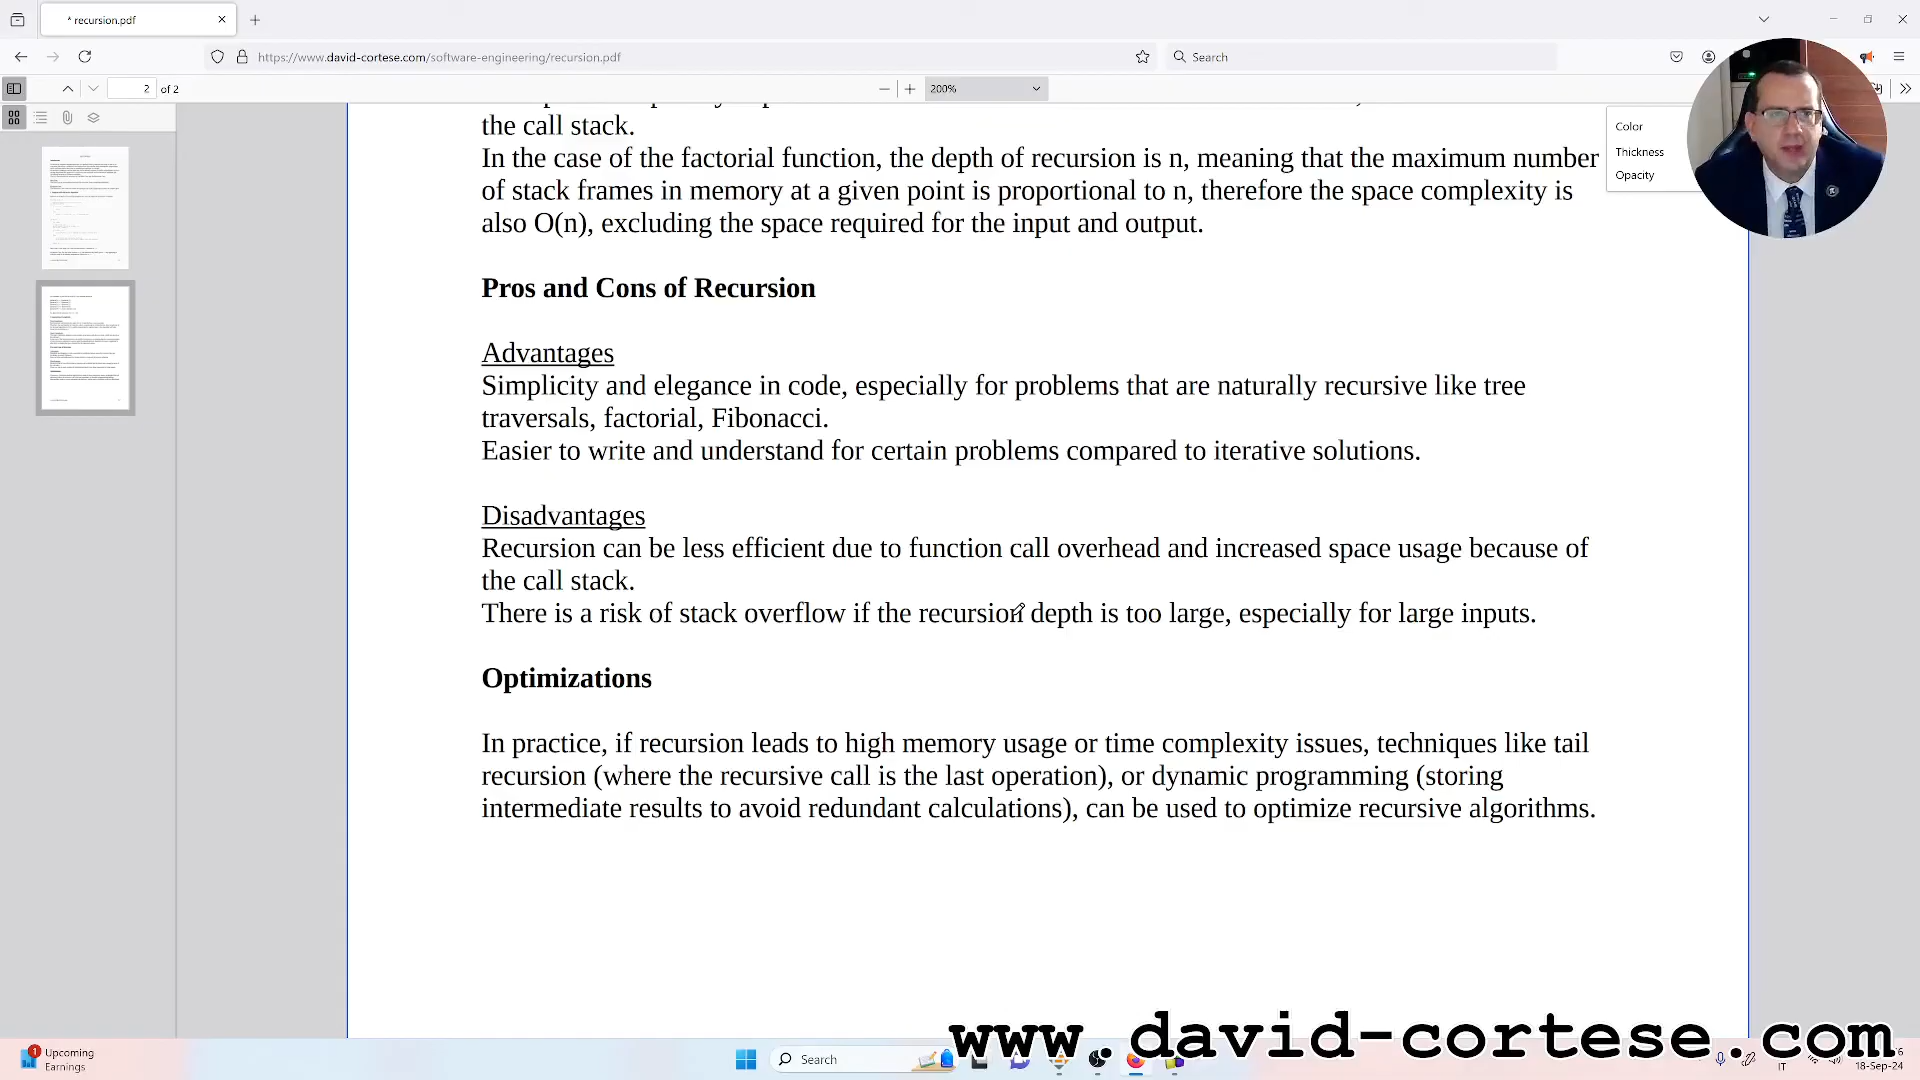 * recursion.pdf
https://www.david-cortese.com/software-engineering/recursion.pdf
Search
2 of 2
200%
Color
Thickness
Opacity
the call stack.
In the case of the factorial function, the depth of recursion is n, meaning that the maximum number
of stack frames in memory at a given point is proportional to n, therefore the space complexity is
also O(n), excluding the space required for the input and output.
Pros and Cons of Recursion
Advantages
Simplicity and elegance in code, especially for problems that are naturally recursive like tree
traversals, factorial, Fibonacci.
Easier to write and understand for certain problems compared to iterative solutions.
Disadvantages
Recursion can be less efficient due to function call overhead and increased space usage because of
the call stack.
There is a risk of stack overflow if the recursion depth is too large, especially for large inputs.
Optimizations
In practice, if recursion leads to high memory usage or time complexity issues, techniques like tail
recursion (where the recursive call is the last operation), or dynamic programming (storing
intermediate results to avoid redundant calculations), can be used to optimize recursive algorithms.
www.david-cortese.com
1
Upcoming
Earnings
Search
IT
18-Sep-24